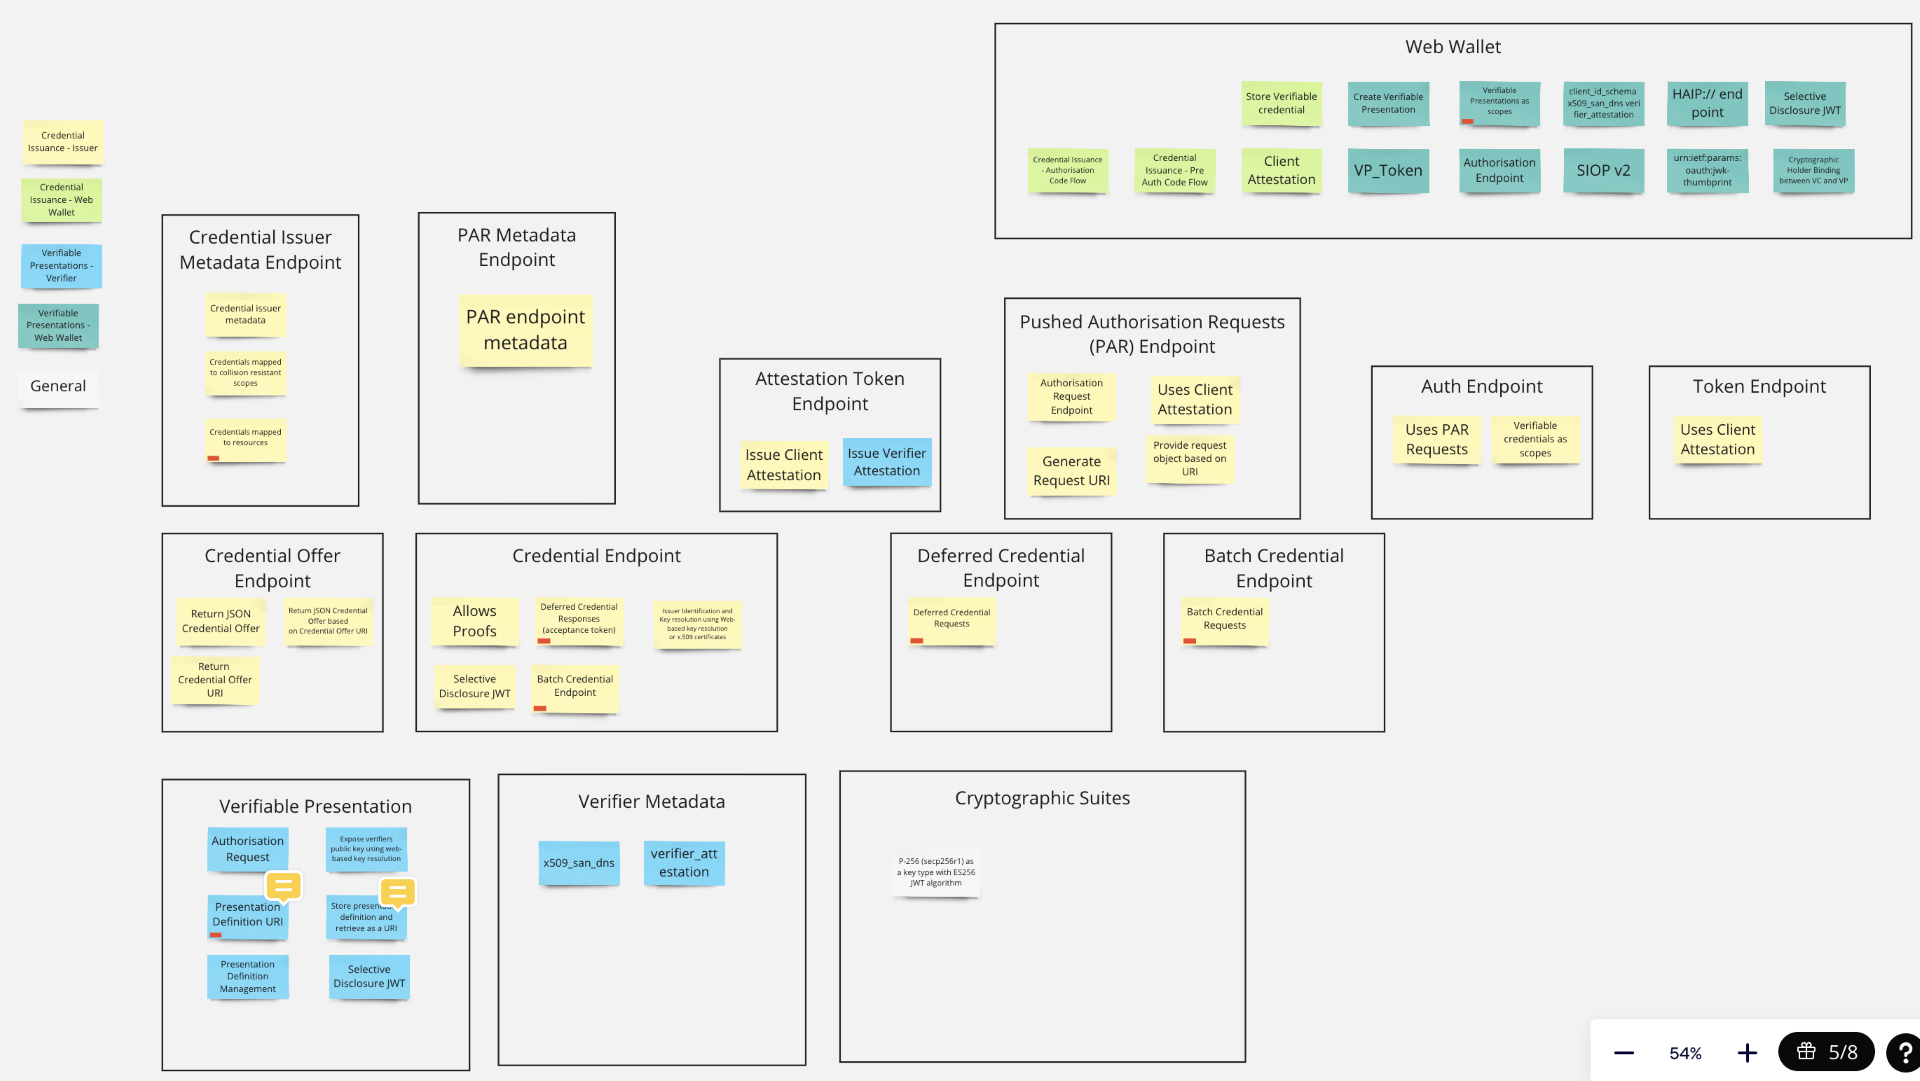 Web Wallet
Store Verifiable
credential
Create Verifiable
Presentation
Verifiable
Presentations as
scopes
client_id_schema
x509_san_dns veri
fier_attestation
HAIP:// end
point
Selective
Disclosure JWT
Credential Issuance
- Authorisation
Code Flow
Credential
Issuance - Pre
Auth Code Flow
Client
Attestation
VP_Token
Authorisation
Endpoint
SIOP v2
urn:ietf:params:
oauth:jwk-
thumbprint
Cryptographic
Holder Binding
between VC and VP
Credential
Issuance - Issuer
Credential
Issuance - Web
Wallet
Verifiable
Presentations -
Verifier
Verifiable
Presentations -
Web Wallet
General
Credential Issuer
Metadata Endpoint
Credential issuer
metadata
Credentials mapped
to collision resistant
scopes
Credentials mapped
to resources
PAR Metadata
Endpoint
PAR endpoint
metadata
Attestation Token
Endpoint
Issue Client
Attestation
Issue Verifier
Attestation
Pushed Authorisation Requests
(PAR) Endpoint
Authorisation
Request
Endpoint
Uses Client
Attestation
Generate
Request URI
Provide request
object based on
URI
Auth Endpoint
Uses PAR
Requests
Verifiable
credentials as
scopes
Token Endpoint
Uses Client
Attestation
Credential Offer
Endpoint
Return JSON
Credential Offer
Return JSON Credential
Offer based
on Credential Offer URI
Return
Credential Offer
URI
Credential Endpoint
Allows
Proofs
Deferred Credential
Responses
(acceptance token)
Issuer Identification and
Key resolution using Web-
based key resolution
or x.509 certificates
Selective
Disclosure JWT
Batch Credential
Endpoint
Deferred Credential
Endpoint
Deferred Credential
Requests
Batch Credential
Endpoint
Batch Credential
Requests
Verifiable Presentation
Authorisation
Request
Expose verifiers
public key using web-
based key resolution
Presentation
Definition URI
Store
definition and
retrieve as a URI
Presentation
Definition
Management
Selective
Disclosure JWT
Verifier Metadata
x509_san_dns
verifier_att
estation
Cryptographic Suites
P-256 (secp256r1) as
a key type with ES256
JWT algorithm
54%
5/8
?